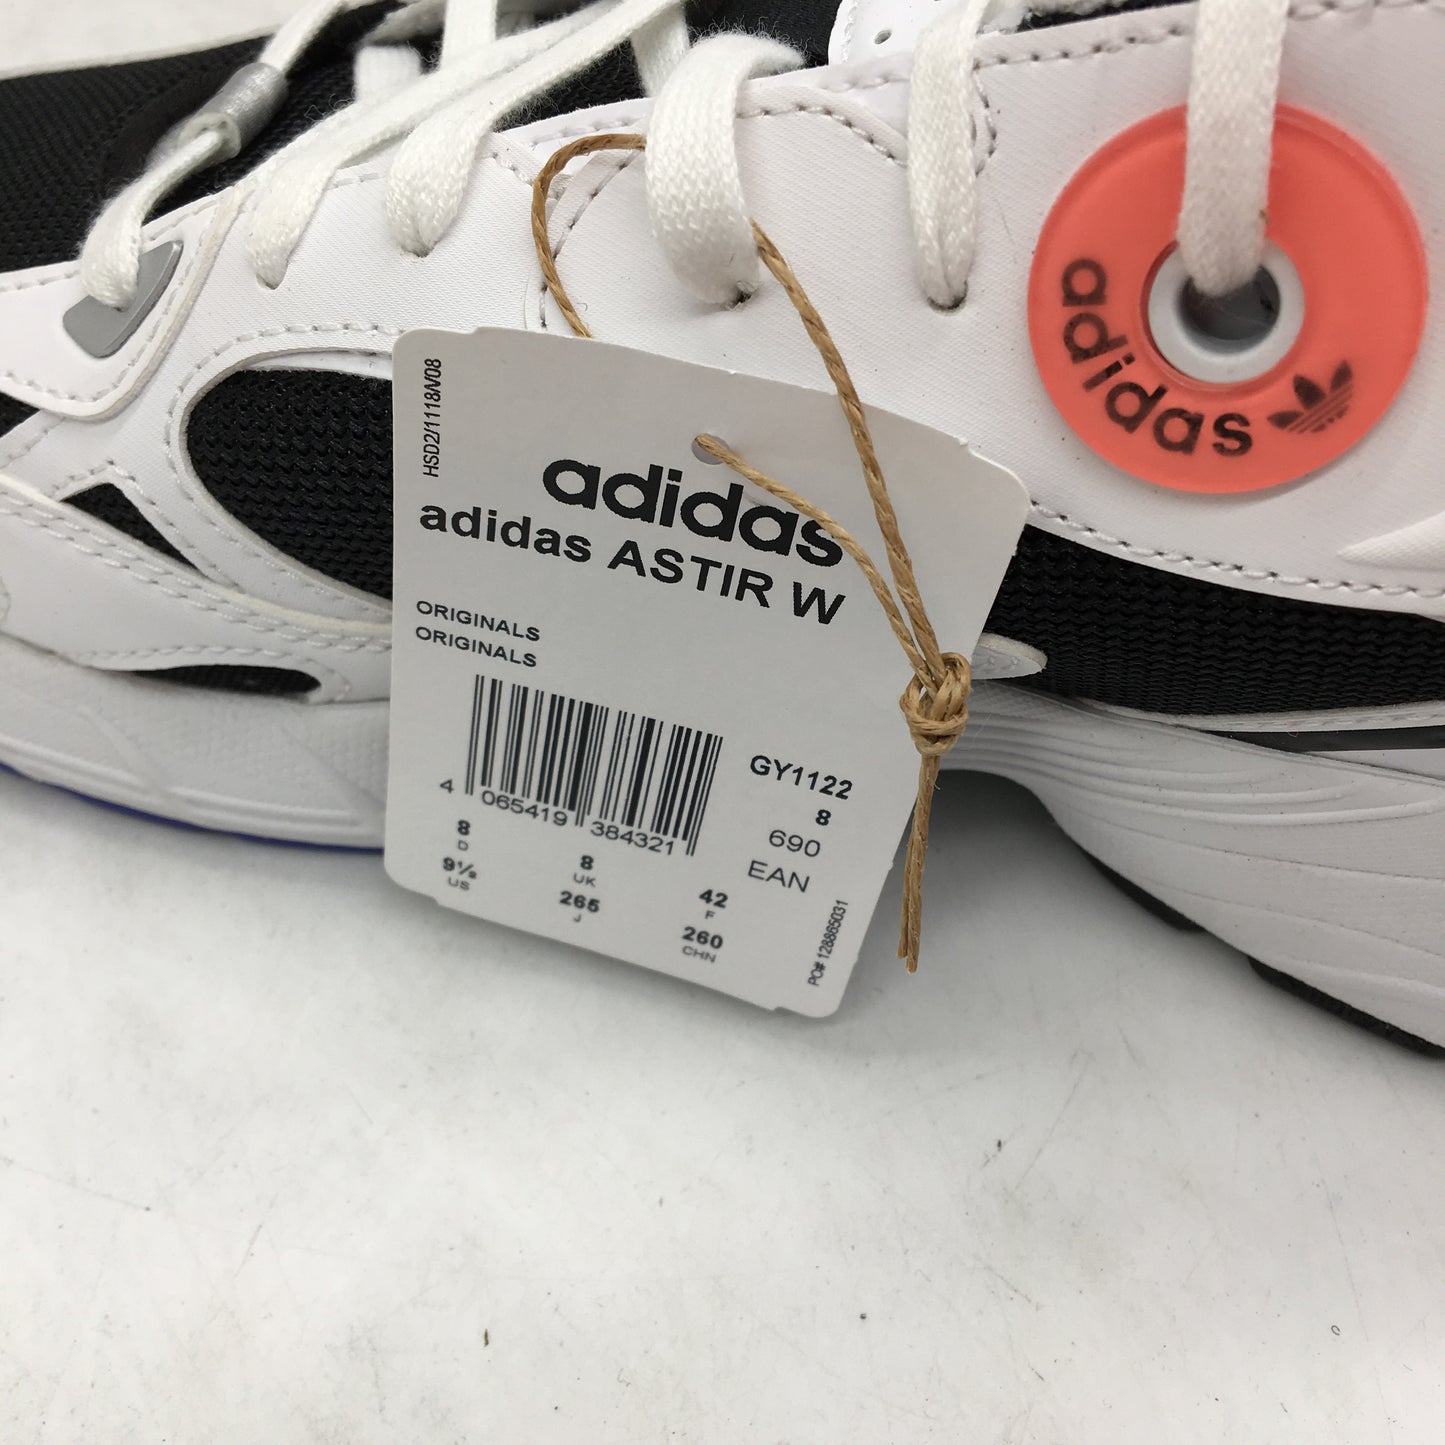 adidas
HSD2/1118/V08
adidas
adidas ASTIR W
ORIGINALS
ORIGINALS
GY1122
8
690
EAN
4 065419 384321
8 8 42
D UK F
9½ 265 260
US J CHN
PO# 128865031